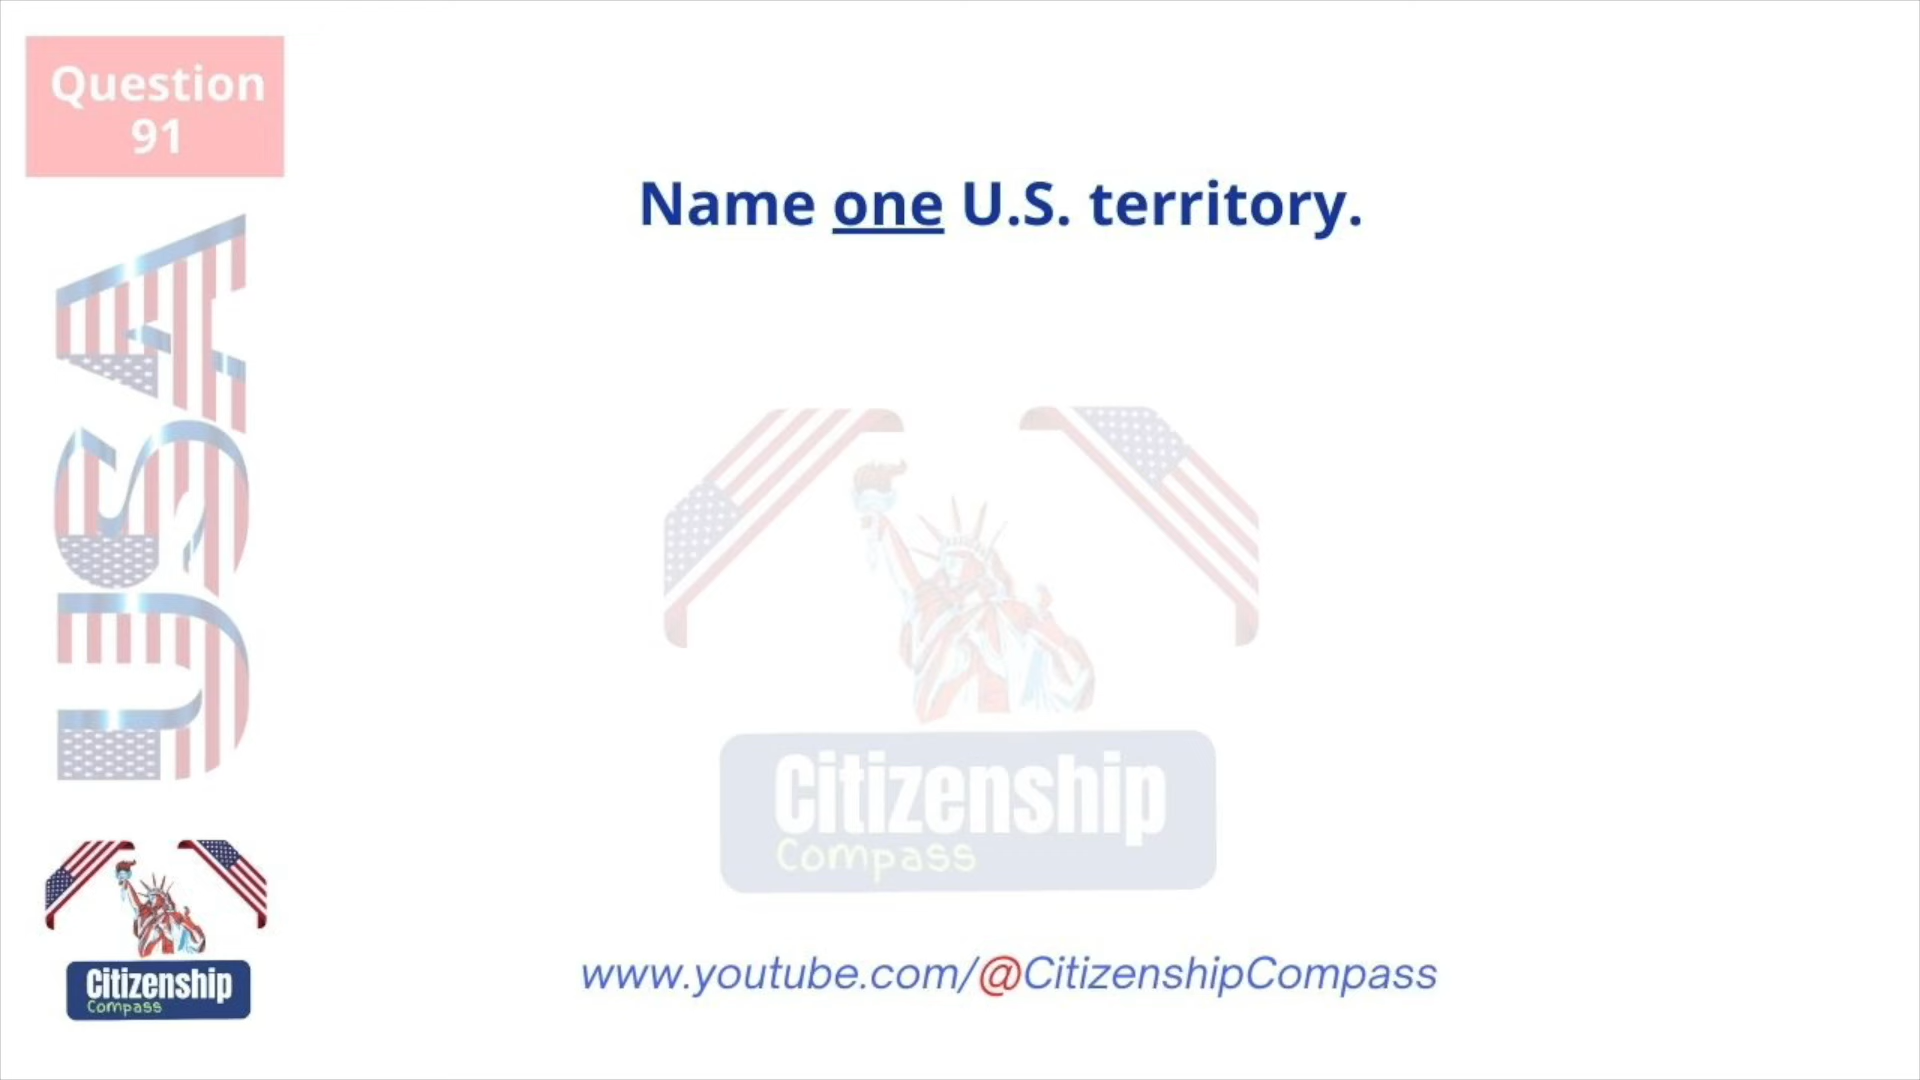 Question
91
Name one U.S. territory.
USA
Citizenship
Compass
Citizenship
Compass
www.youtube.com/@CitizenshipCompass